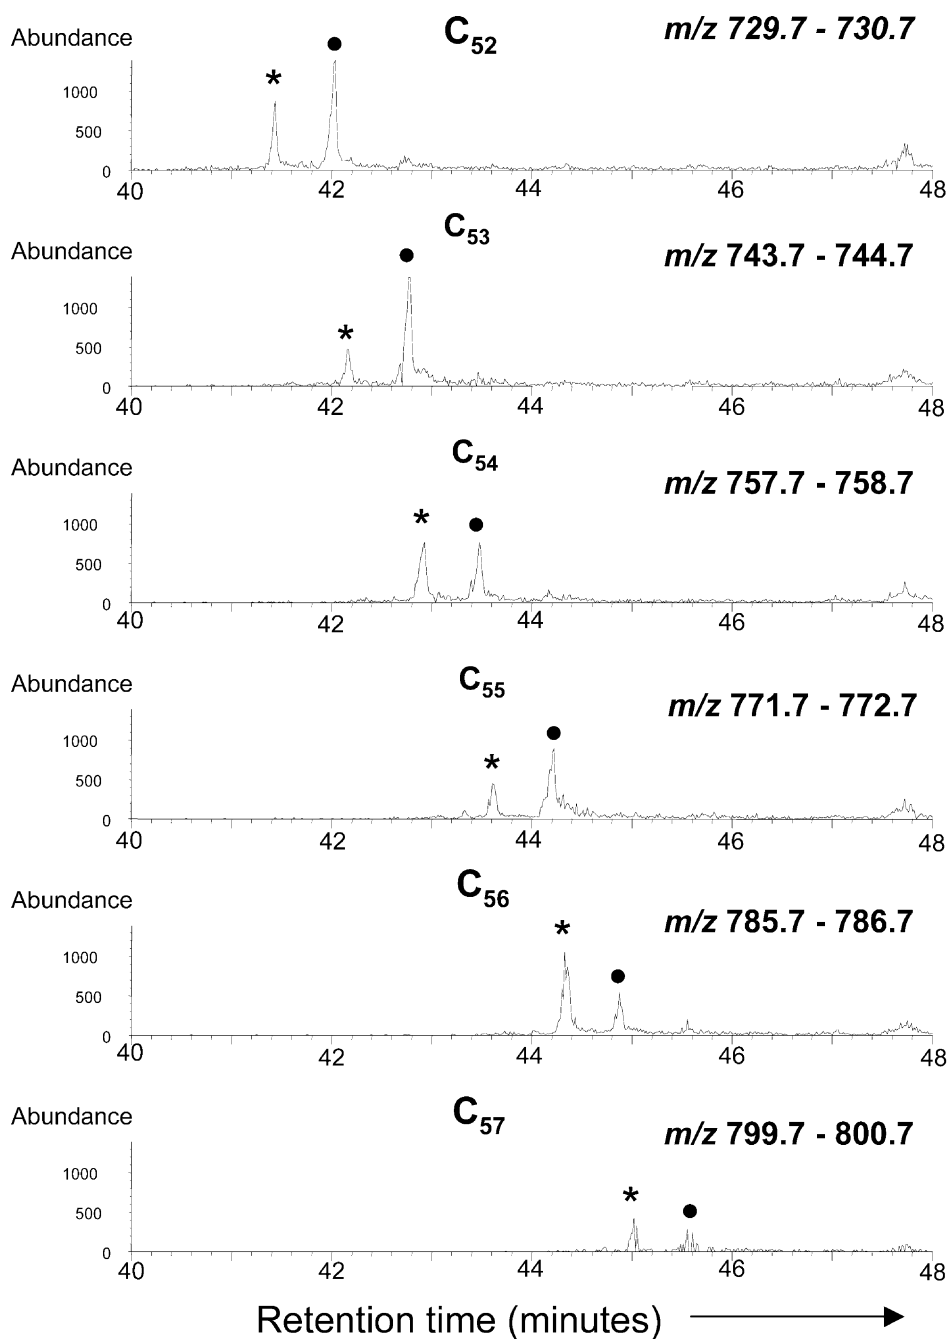 Abundance C52 m/z 729.7 - 730.7
*
●
1000
500
0
40 42 44 46 48
C53
Abundance m/z 743.7 - 744.7
●
*
1000
500
0
40 42 44 46 48
C54
Abundance m/z 757.7 - 758.7
* ●
1000
500
0
40 42 44 46 48
C55
Abundance m/z 771.7 - 772.7
●
*
1000
500
0
40 42 44 46 48
C56
Abundance m/z 785.7 - 786.7
*
●
1000
500
0
40 42 44 46 48
C57
Abundance m/z 799.7 - 800.7
1000
* ●
500
0
40 42 44 46 48
Retention time (minutes)